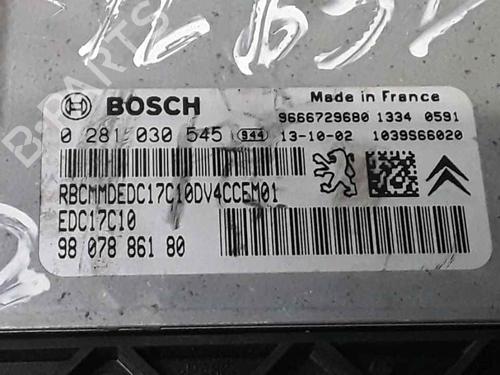 BOSCH
Made in France
9666729680 1334 0591
0 281 030 545 944 13-10-02 1039S66020
RBCMMDEDC17C10DV4CCEM01
EDC17C10
98 078 861 80
B-PARTS